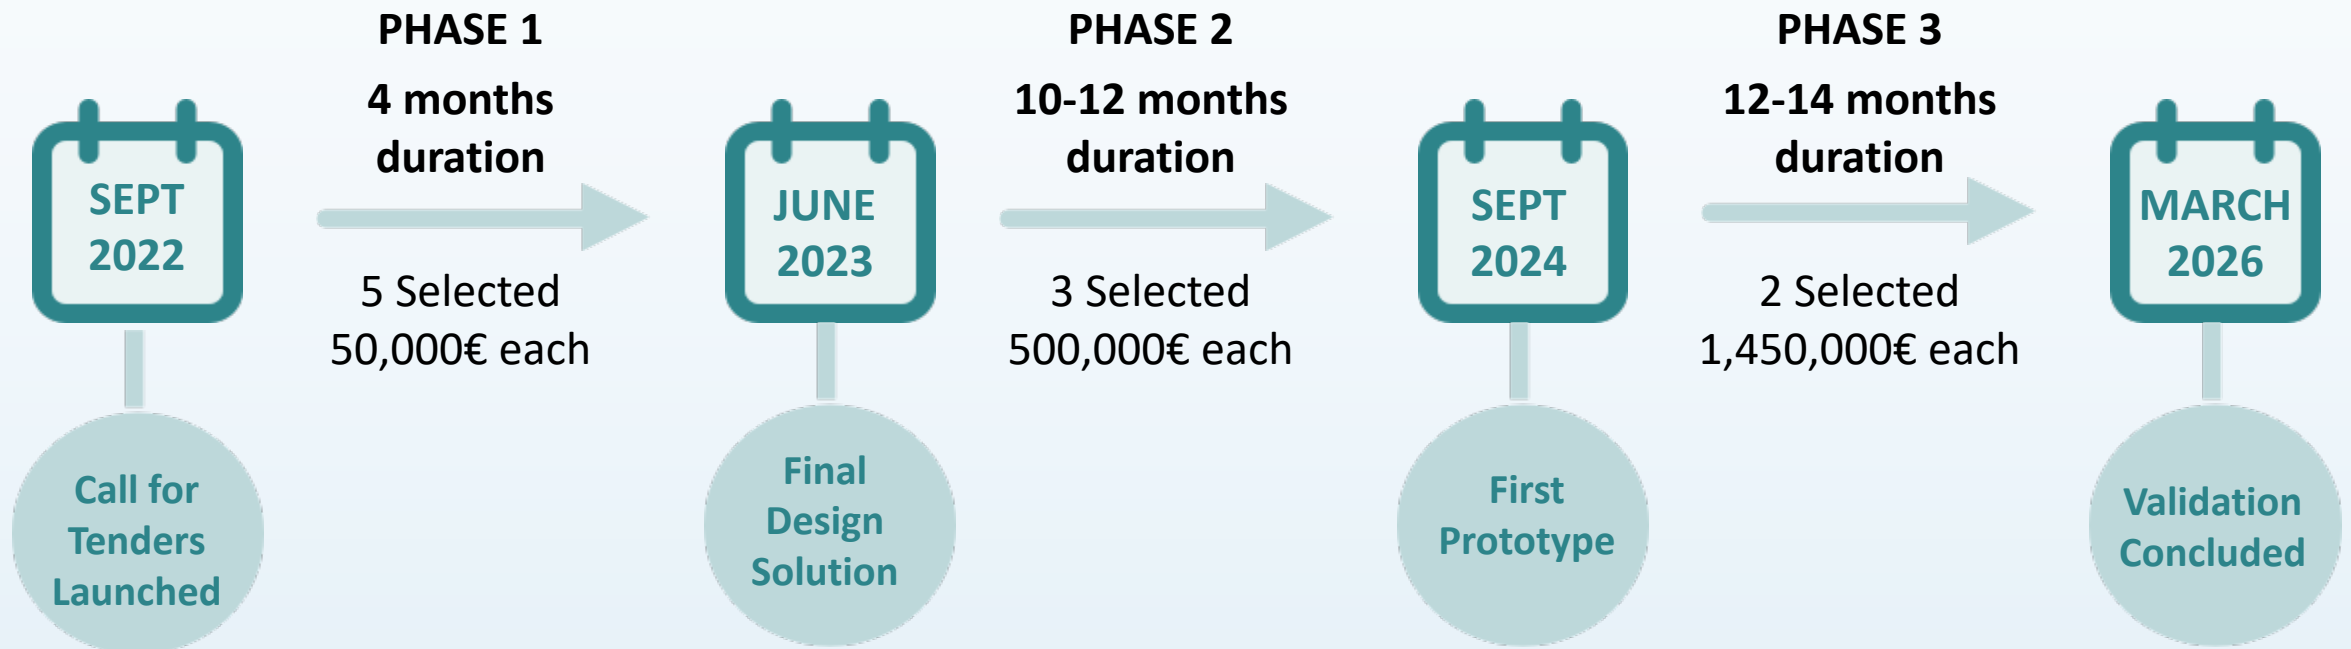 PHASE 1
4 months
duration
PHASE 2
10-12 months
duration
PHASE 3
12-14 months
duration
SEPT
2022
JUNE
2023
SEPT
2024
MARCH
2026
5 Selected
50,000€ each
3 Selected
500,000€ each
2 Selected
1,450,000€ each
Call for
Tenders
Launched
Final
Design
Solution
First
Prototype
Validation
Concluded